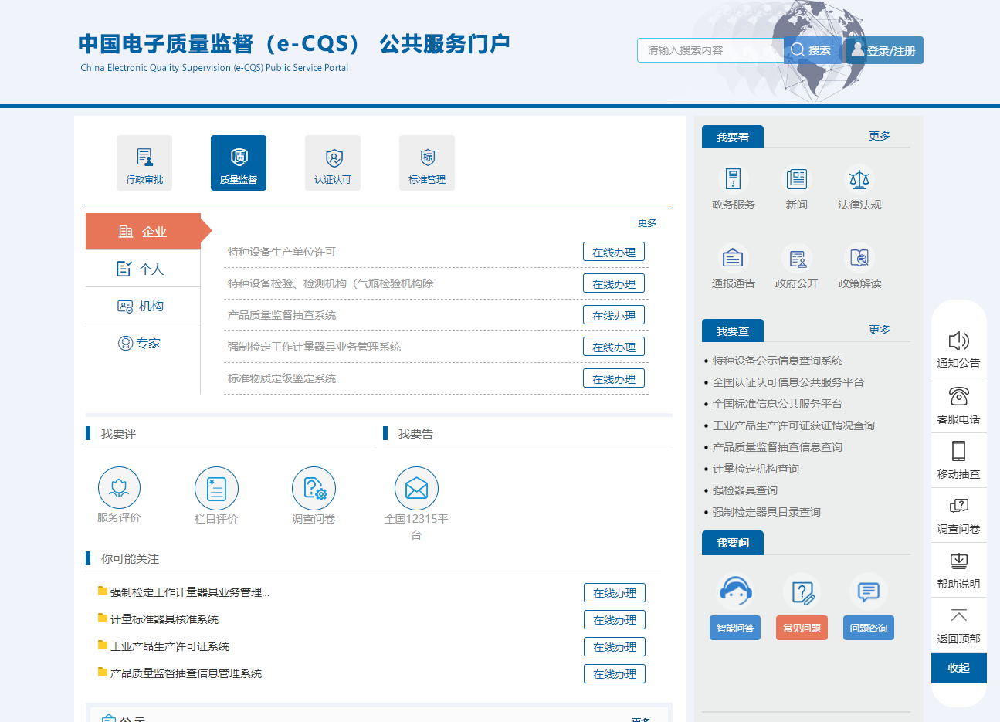 中国电子质量监督（e-CQS） 公共服务门户
China Electronic Quality Supervision (e-CQS) Public Service Portal
请输入搜索内容
搜索
登录/注册
行政审批
质
质量监督
认证认可
标
标准管理
企业
个人
机构
专家
更多
特种设备生产单位许可
在线办理
特种设备检验、检测机构（气瓶检验机构除
在线办理
产品质量监督抽查系统
在线办理
强制检定工作计量器具业务管理系统
在线办理
标准物质定级鉴定系统
在线办理
我要评
服务评价
栏目评价
调查问卷
我要告
全国12315平
台
你可能关注
强制检定工作计量器具业务管理...
在线办理
计量标准器具核准系统
在线办理
工业产品生产许可证系统
在线办理
产品质量监督抽查信息管理系统
在线办理
公示
更多
我要看
更多
政务服务
新闻
法律法规
通报通告
政府公开
政策解读
我要查
更多
特种设备公示信息查询系统
全国认证认可信息公共服务平台
全国标准信息公共服务平台
工业产品生产许可证获证情况查询
产品质量监督抽查信息查询
计量检定机构查询
强检器具查询
强制检定器具目录查询
我要问
智能问答
常见问题
问题咨询
通知公告
客服电话
移动抽查
调查问卷
帮助说明
返回顶部
收起